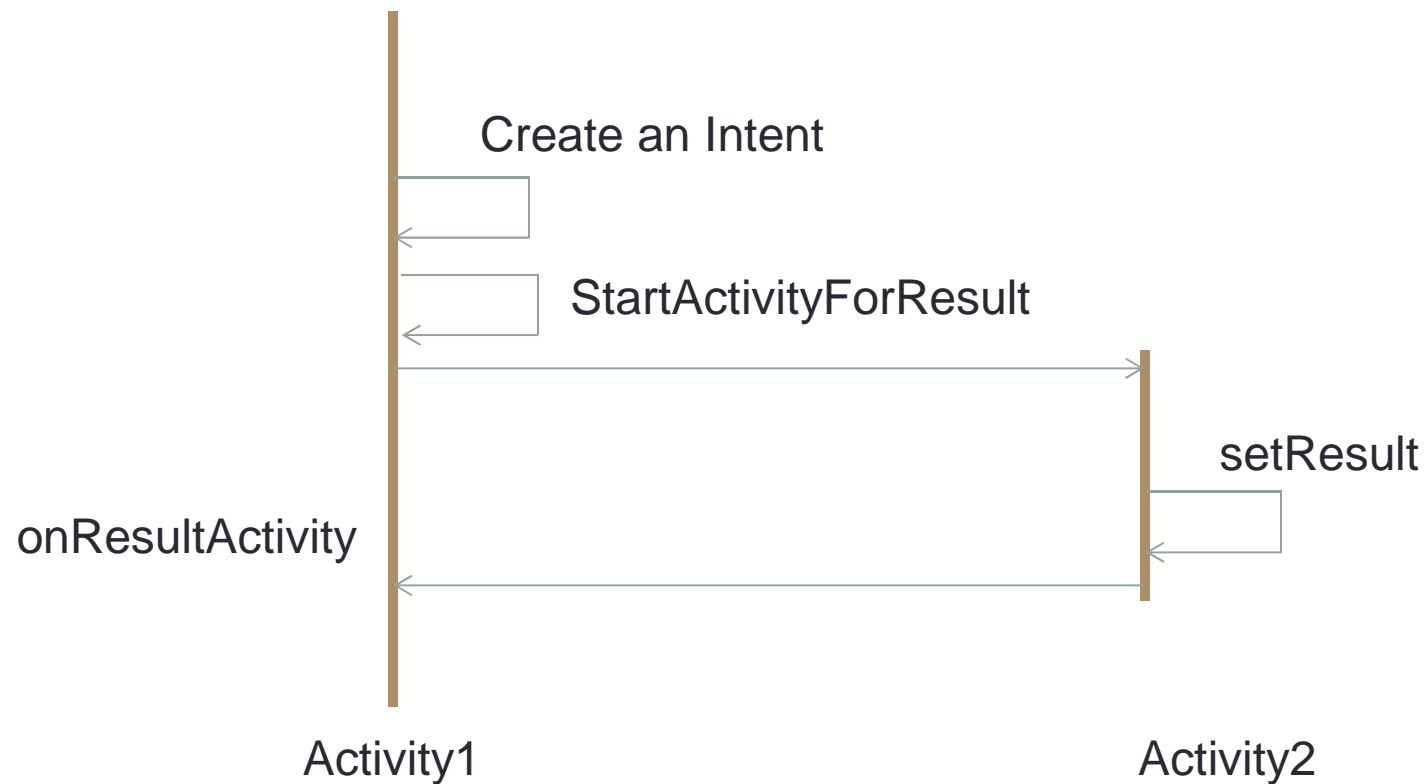 Create an Intent
StartActivityForResult
setResult
onResultActivity
Activity1
Activity2